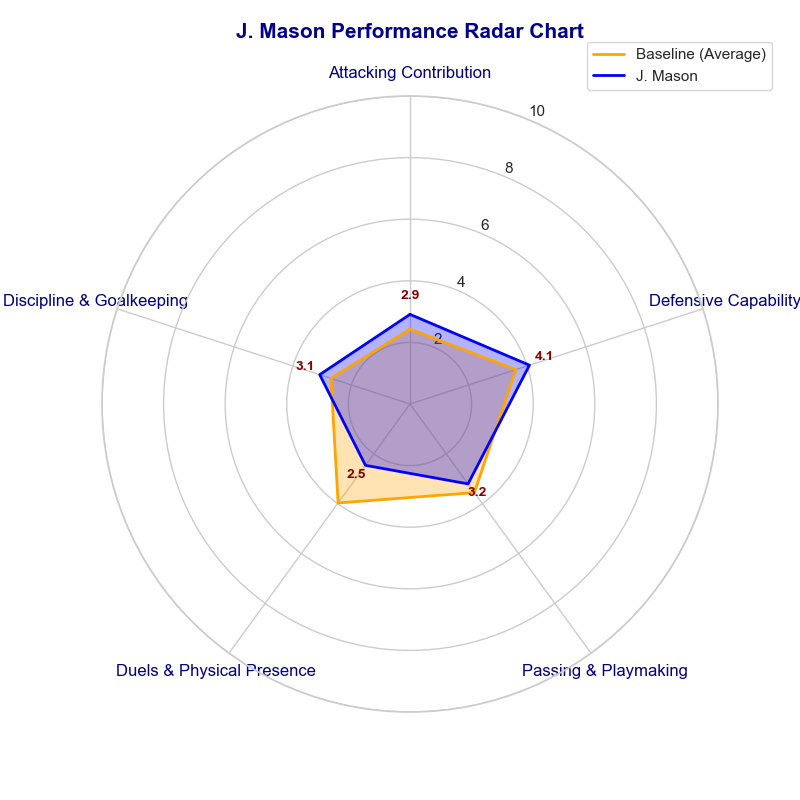 J. Mason Performance Radar Chart
Baseline (Average)
J. Mason
Attacking Contribution
10
8
6
4
2
2.9
Discipline & Goalkeeping
Defensive Capability
4.1
3.1
2.5
3.2
Duels & Physical Presence
Passing & Playmaking